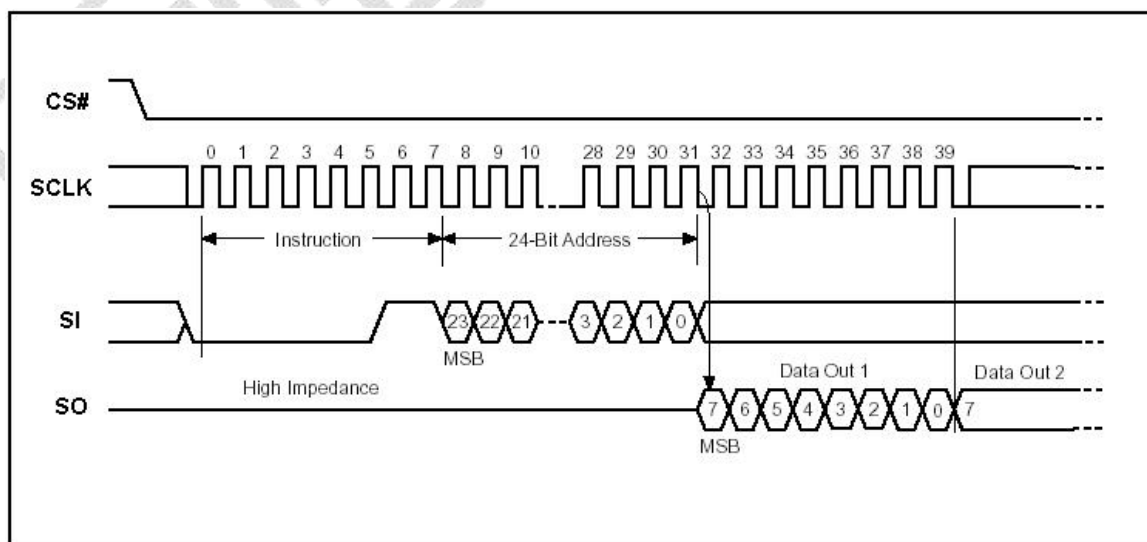 CS#
0 1 2 3 4 5 6 7 8 9 10 28 29 30 31 32 33 34 35 36 37 38 39
SCLK
Instruction 24-Bit Address
SI 23 22 21 3 2 1 0
MSB
Data Out 1 Data Out 2
High Impedance
SO 7 6 5 4 3 2 1 0 7
MSB